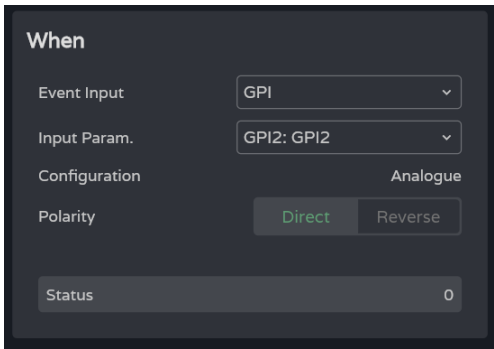 When
Event Input GPI
Input Param. GPI2: GPI2
Configuration Analogue
Polarity Direct Reverse
Status 0